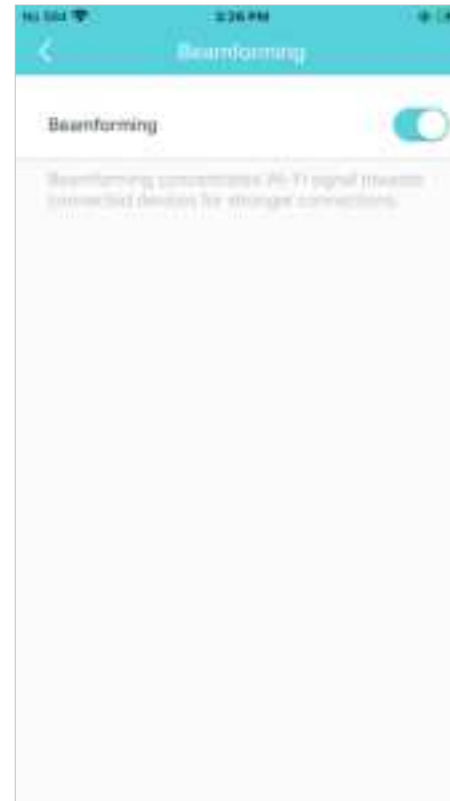 No SIM 3:26 PM
Beamforming
Beamforming
Beamforming concentrates Wi-Fi signal towards
connected devices for stronger connections.